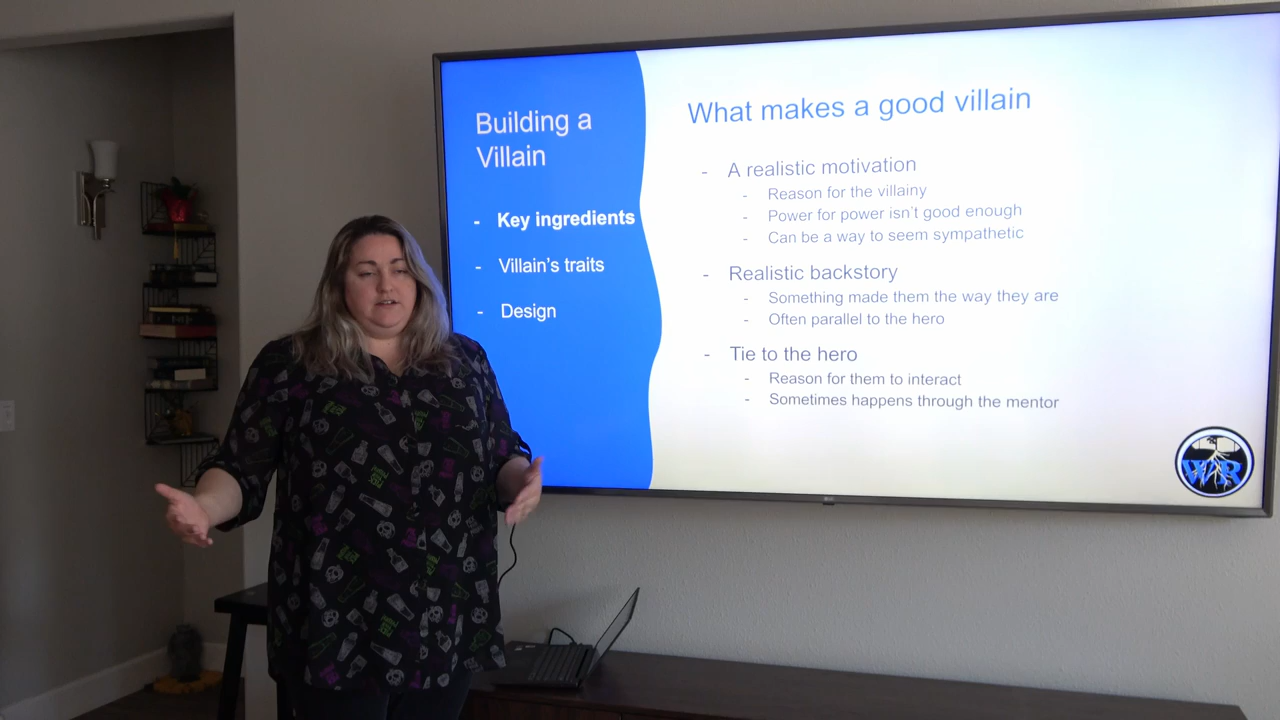 Building a
Villain
- Key ingredients
- Villain's traits
- Design
What makes a good villain
- A realistic motivation
- Reason for the villainy
- Power for power isn't good enough
- Can be a way to seem sympathetic
- Realistic backstory
- Something made them the way they are
- Often parallel to the hero
- Tie to the hero
- Reason for them to interact
- Sometimes happens through the mentor
WR